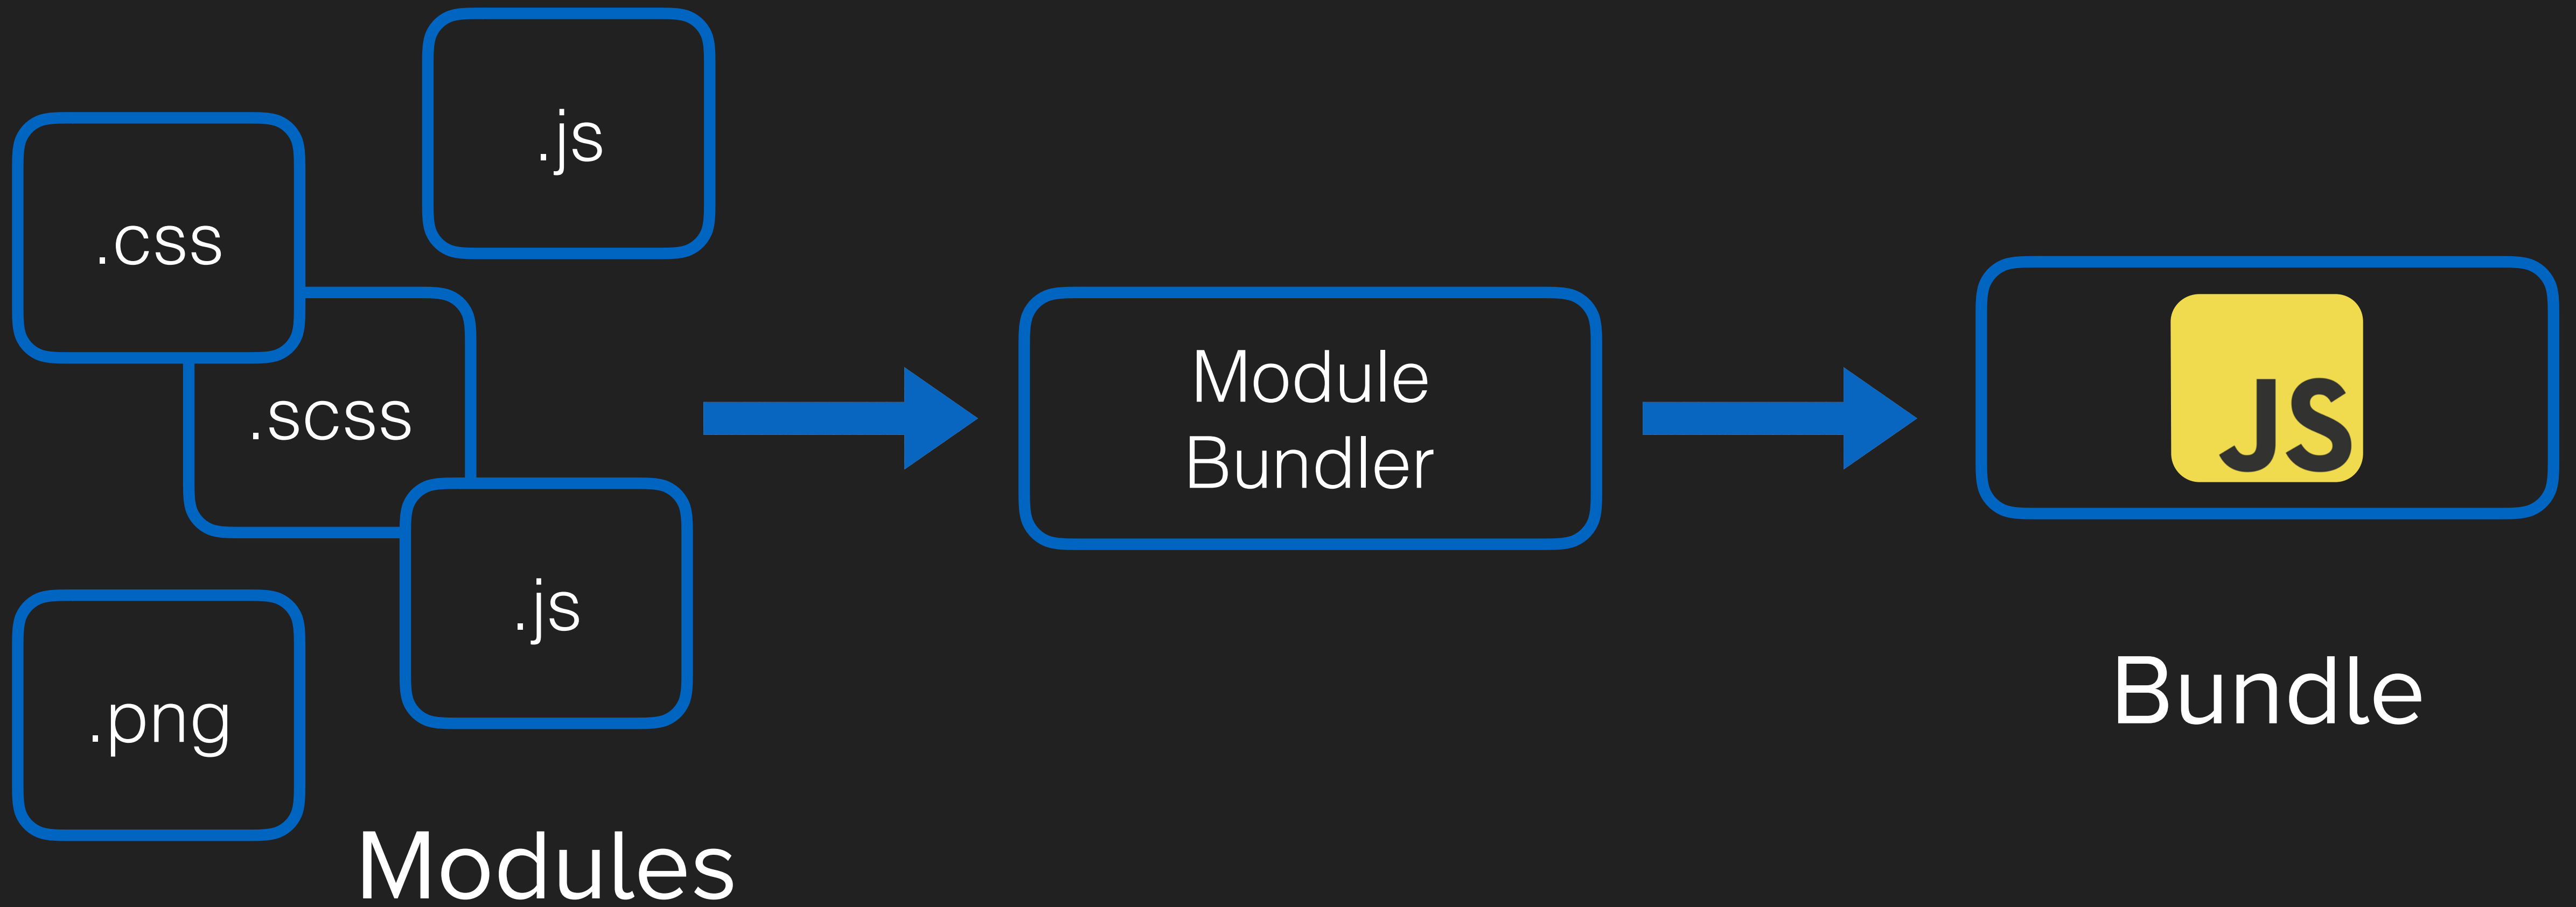 .js
.css
.scss
.js
.png
Modules
Module
Bundler
JS
Bundle